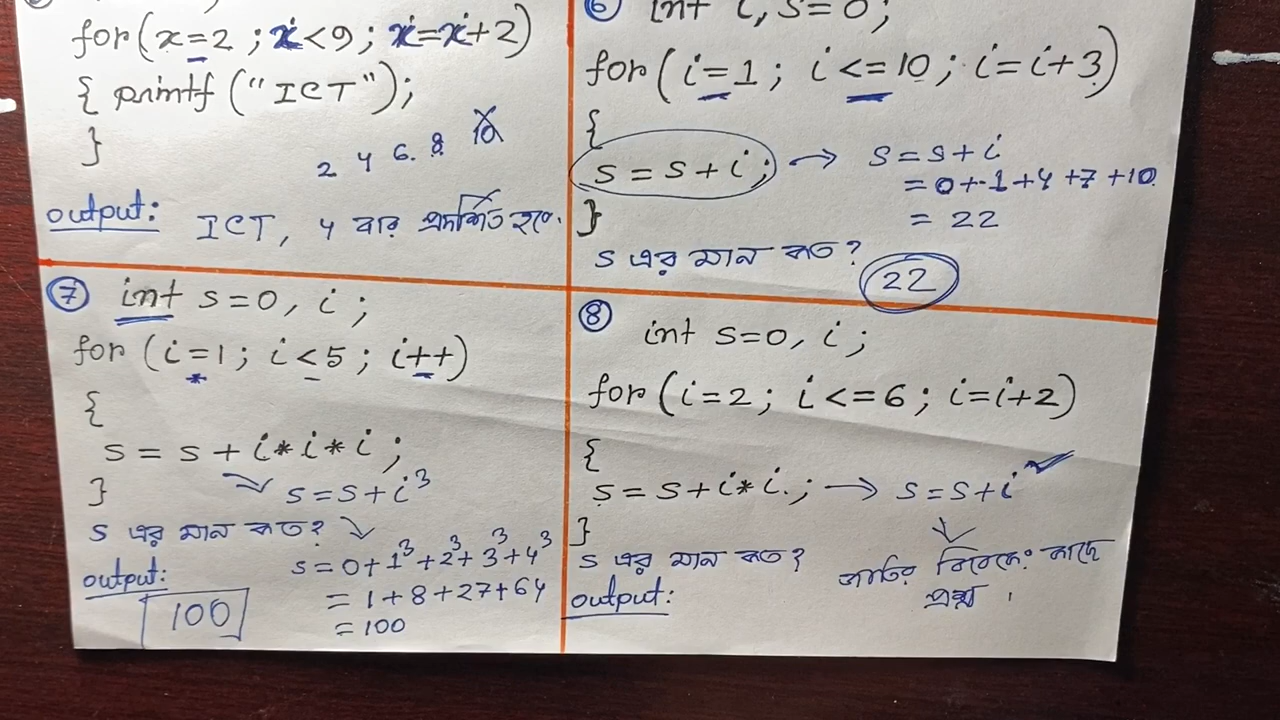 for(x=2 ; x<9; x=x+2)
{ printf ("ICT");
}
2 4 6. 8. 10
output: ICT, 4 বার প্রদর্শিত হবে.
6 int i, s=0;
for( i=1; i<=10; i=i+3)
{
s = s+i; → s=s+i
=0+1+4+7+10.
= 22
}
s এর মান কত?
22
7 int s=0, i ;
for (i=1; i<5; i++)
{
s = s + i*i*i ;
} s=s+i³
s এর মান কত?
s=0+1³+2³+3³+4³
output: = 1+8+27+64
100 = 100
8 int s=0, i ;
for (i=2; i<=6; i=i+2)
{
s = s+i*i. ; → s=s+i
}
s এর মান কত?
জাতির বিবেকের কাছে
প্রশ্ন ।
output: